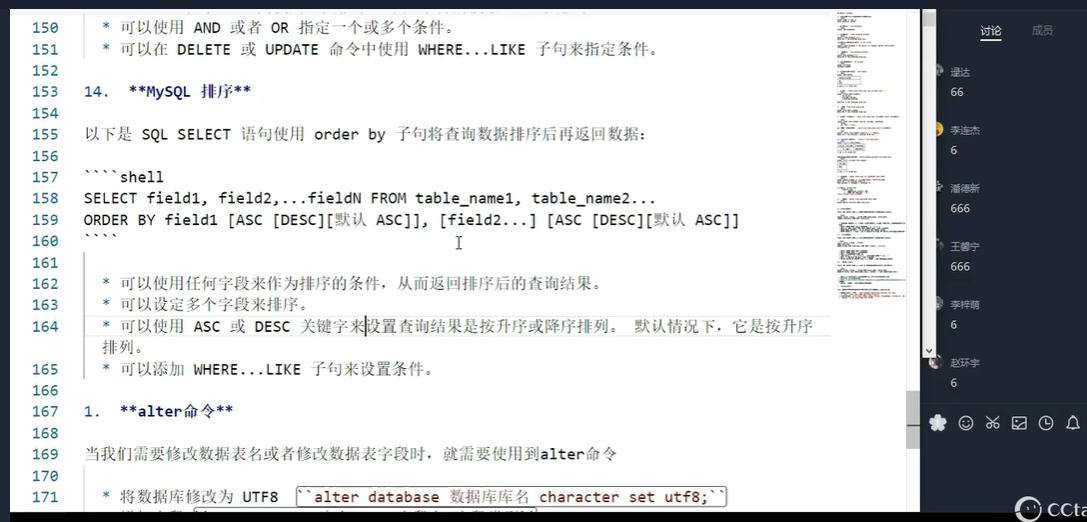 150 * 可以使用 AND 或者 OR 指定一个或多个条件。
151 * 可以在 DELETE 或 UPDATE 命令中使用 WHERE...LIKE 子句来指定条件。
152
153 14. **MySQL 排序**
154
155 以下是 SQL SELECT 语句使用 order by 子句将查询数据排序后再返回数据:
156
157 ````shell
158 SELECT field1, field2,...fieldN FROM table_name1, table_name2...
159 ORDER BY field1 [ASC [DESC][默认 ASC]], [field2...] [ASC [DESC][默认 ASC]]
160 ````
161
162 * 可以使用任何字段来作为排序的条件，从而返回排序后的查询结果。
163 * 可以设定多个字段来排序。
164 * 可以使用 ASC 或 DESC 关键字来设置查询结果是按升序或降序排列。 默认情况下，它是按升序
排列。
165 * 可以添加 WHERE...LIKE 子句来设置条件。
166
167 1. **alter命令**
168
169 当我们需要修改数据表名或者修改数据表字段时，就需要使用到alter命令
170
171 * 将数据库修改为 UTF8 ``alter database 数据库库名 character set utf8;``
讨论 成员
66
李连杰
6
潘德新
666
王馨宁
666
李梓萌
6
赵环宇
6
CCta